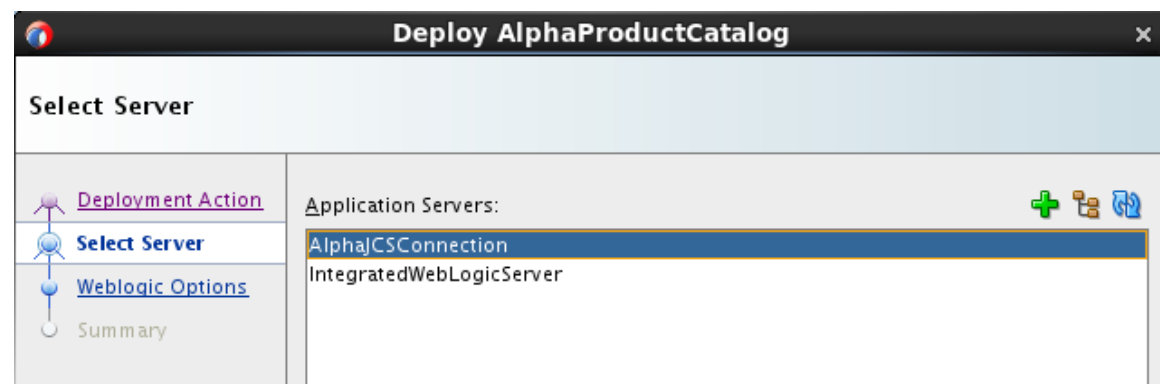 Deploy AlphaProductCatalog
Select Server
Deployment Action
Select Server
Weblogic Options
Summary
Application Servers:
AlphaJCSConnection
IntegratedWebLogicServer